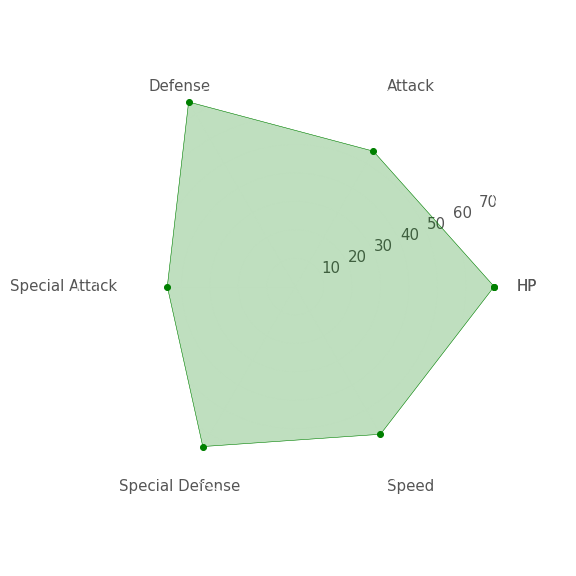 Defense
Attack
70
60
50
40
30
20
10
Special Attack
HP
Special Defense
Speed